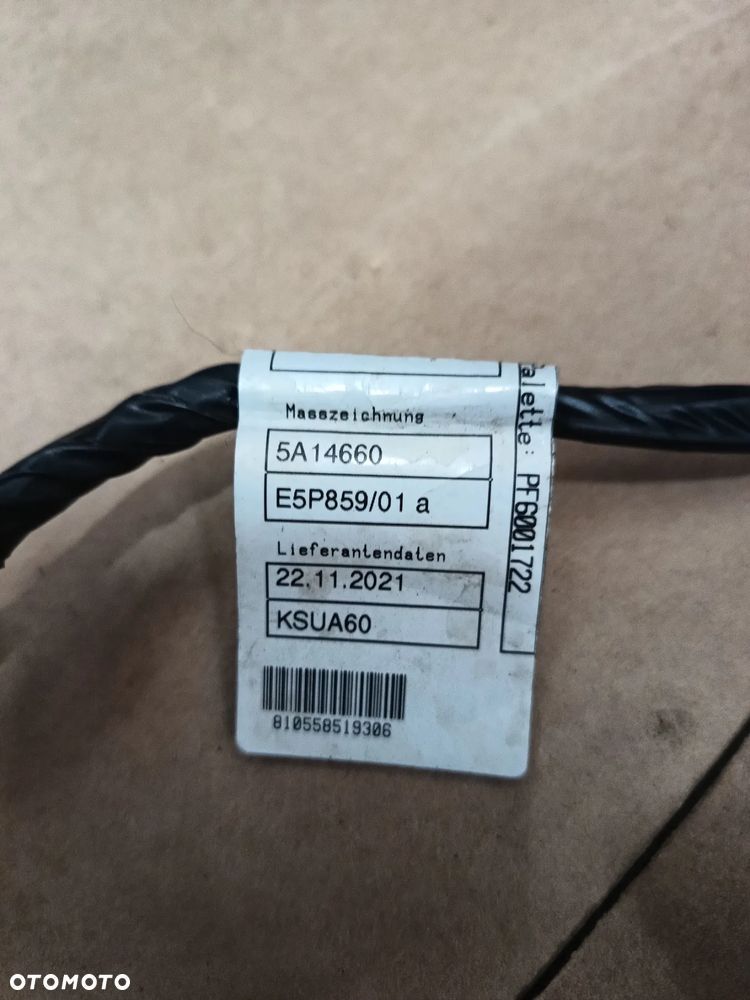 Masszeichnung
5A14660
E5P859/01 a
Lieferantendaten
22.11.2021
KSUA60
810558519306
alette: PF6001722
OTOMOTO